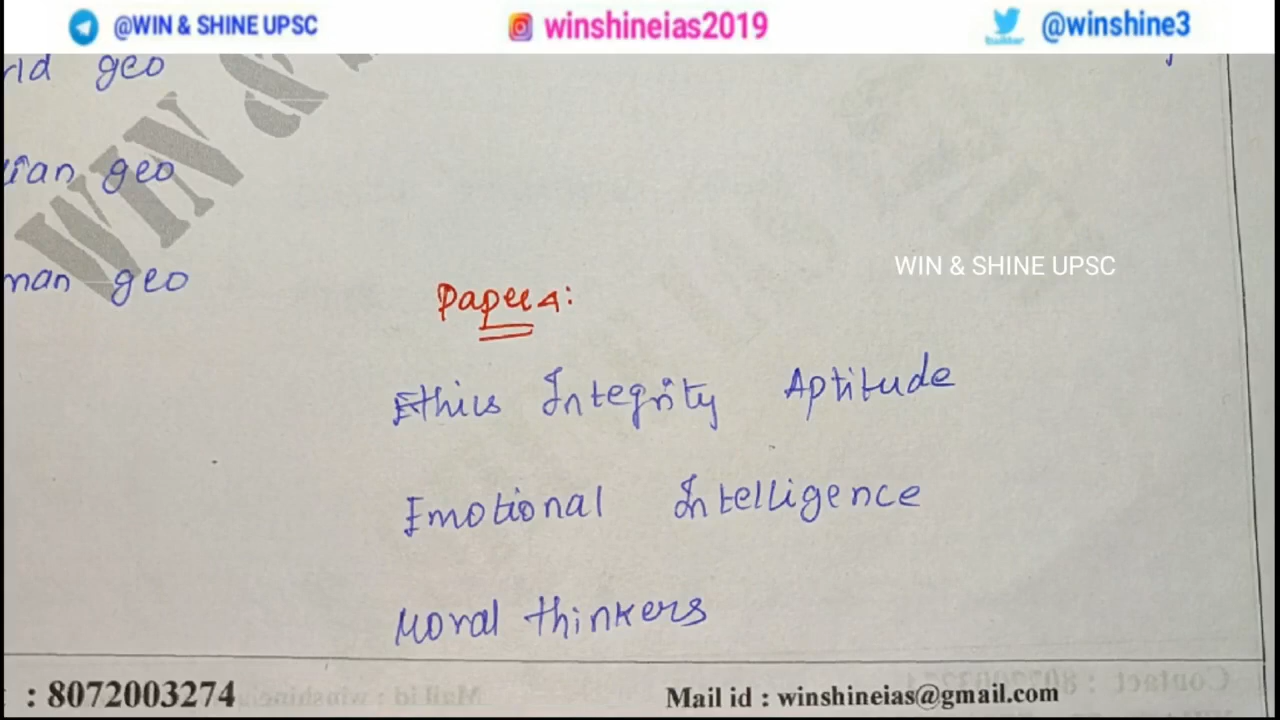 @WIN & SHINE UPSC winshineias2019 @winshine3
geo
geo
geo
WIN &
WIN & SHINE UPSC
Paper 4:
Ethics Integrity Aptitude
Emotional Intelligence
Moral thinkers
: 8072003274 Mail id : winshineias@gmail.com